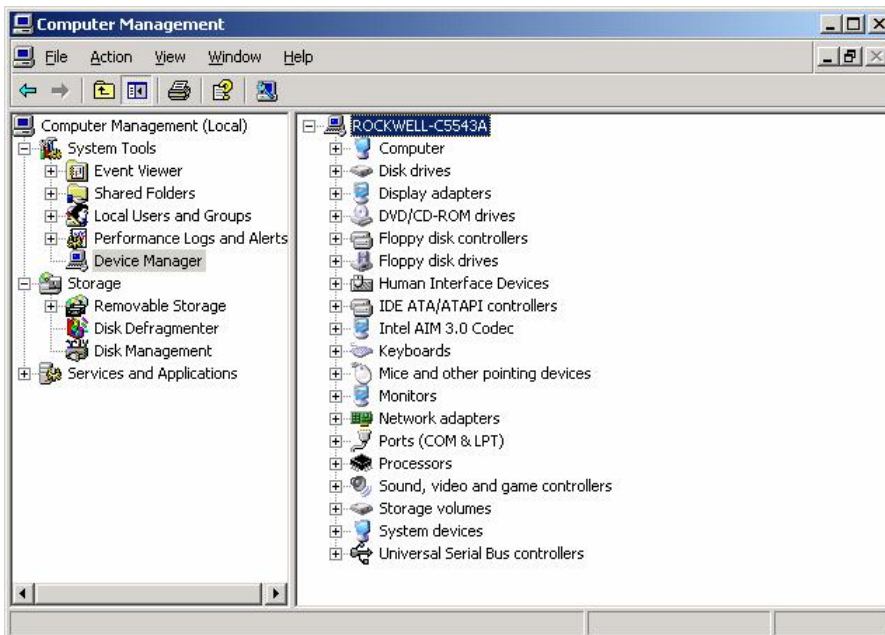 Computer Management
File Action View Window Help
Computer Management (Local)
System Tools
Event Viewer
Shared Folders
Local Users and Groups
Performance Logs and Alerts
Device Manager
Storage
Removable Storage
Disk Defragmenter
Disk Management
Services and Applications
ROCKWELL-C5543A
Computer
Disk drives
Display adapters
DVD/CD-ROM drives
Floppy disk controllers
Floppy disk drives
Human Interface Devices
IDE ATA/ATAPI controllers
Intel AIM 3.0 Codec
Keyboards
Mice and other pointing devices
Monitors
Network adapters
Ports (COM & LPT)
Processors
Sound, video and game controllers
Storage volumes
System devices
Universal Serial Bus controllers